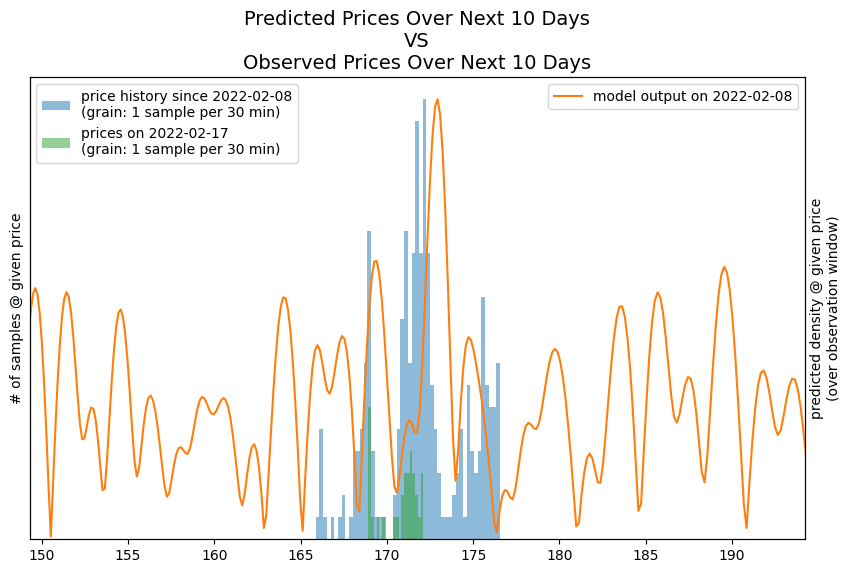 Predicted Prices Over Next 10 Days
VS
Observed Prices Over Next 10 Days
price history since 2022-02-08
(grain: 1 sample per 30 min)
prices on 2022-02-17
(grain: 1 sample per 30 min)
model output on 2022-02-08
# of samples @ given price
predicted density @ given price
(over observation window)
150 155 160 165 170 175 180 185 190